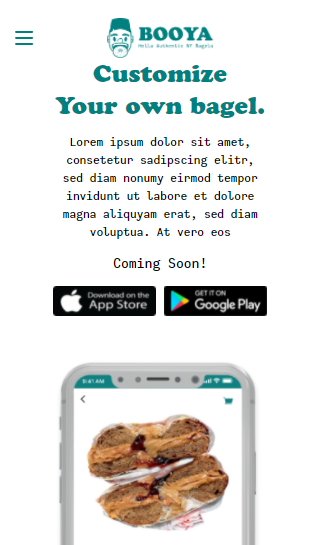 BOOYA
Hella Authentic NY Bagels
Customize
Your own bagel.
Lorem ipsum dolor sit amet,
consetetur sadipscing elitr,
sed diam nonumy eirmod tempor
invidunt ut labore et dolore
magna aliquyam erat, sed diam
voluptua. At vero eos
Coming Soon!
Download on the
App Store
GET IT ON
Google Play
9:41 AM